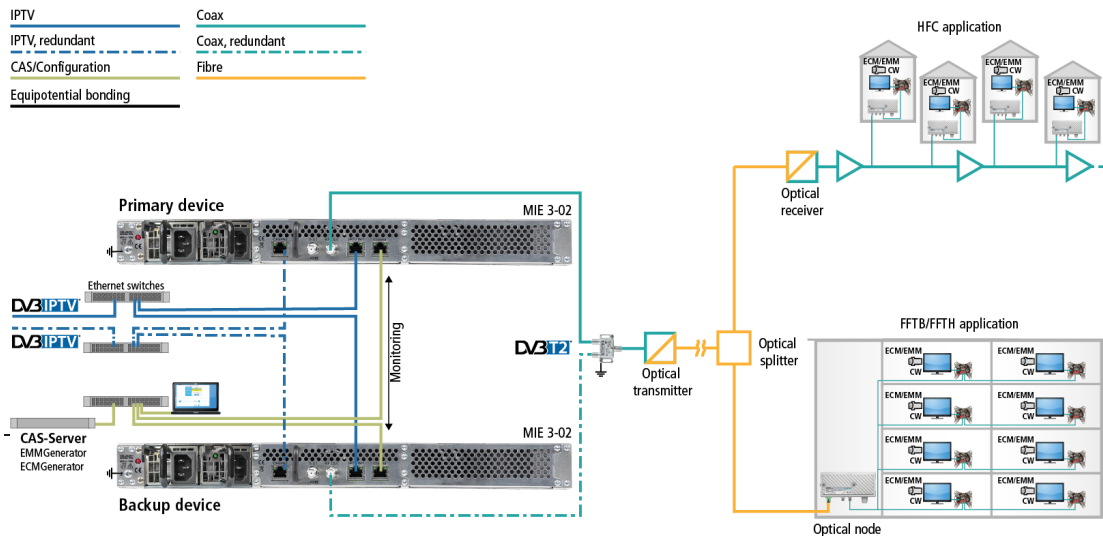 IPTV
Coax
IPTV, redundant
Coax, redundant
CAS/Configuration
Fibre
Equipotential bonding
HFC application
ECM/EMM
CW
ECM/EMM
CW
ECM/EMM
CW
ECM/EMM
CW
Optical
receiver
Primary device
MIE 3-02
Ethernet switches
DVB IPTV
DVB IPTV
Monitoring
DVB T2
Optical
transmitter
Optical
splitter
FFTB/FFTH application
ECM/EMM
CW
ECM/EMM
CW
ECM/EMM
CW
ECM/EMM
CW
ECM/EMM
CW
ECM/EMM
CW
ECM/EMM
CW
ECM/EMM
CW
CAS-Server
EMMGenerator
ECMGenerator
MIE 3-02
Backup device
Optical node